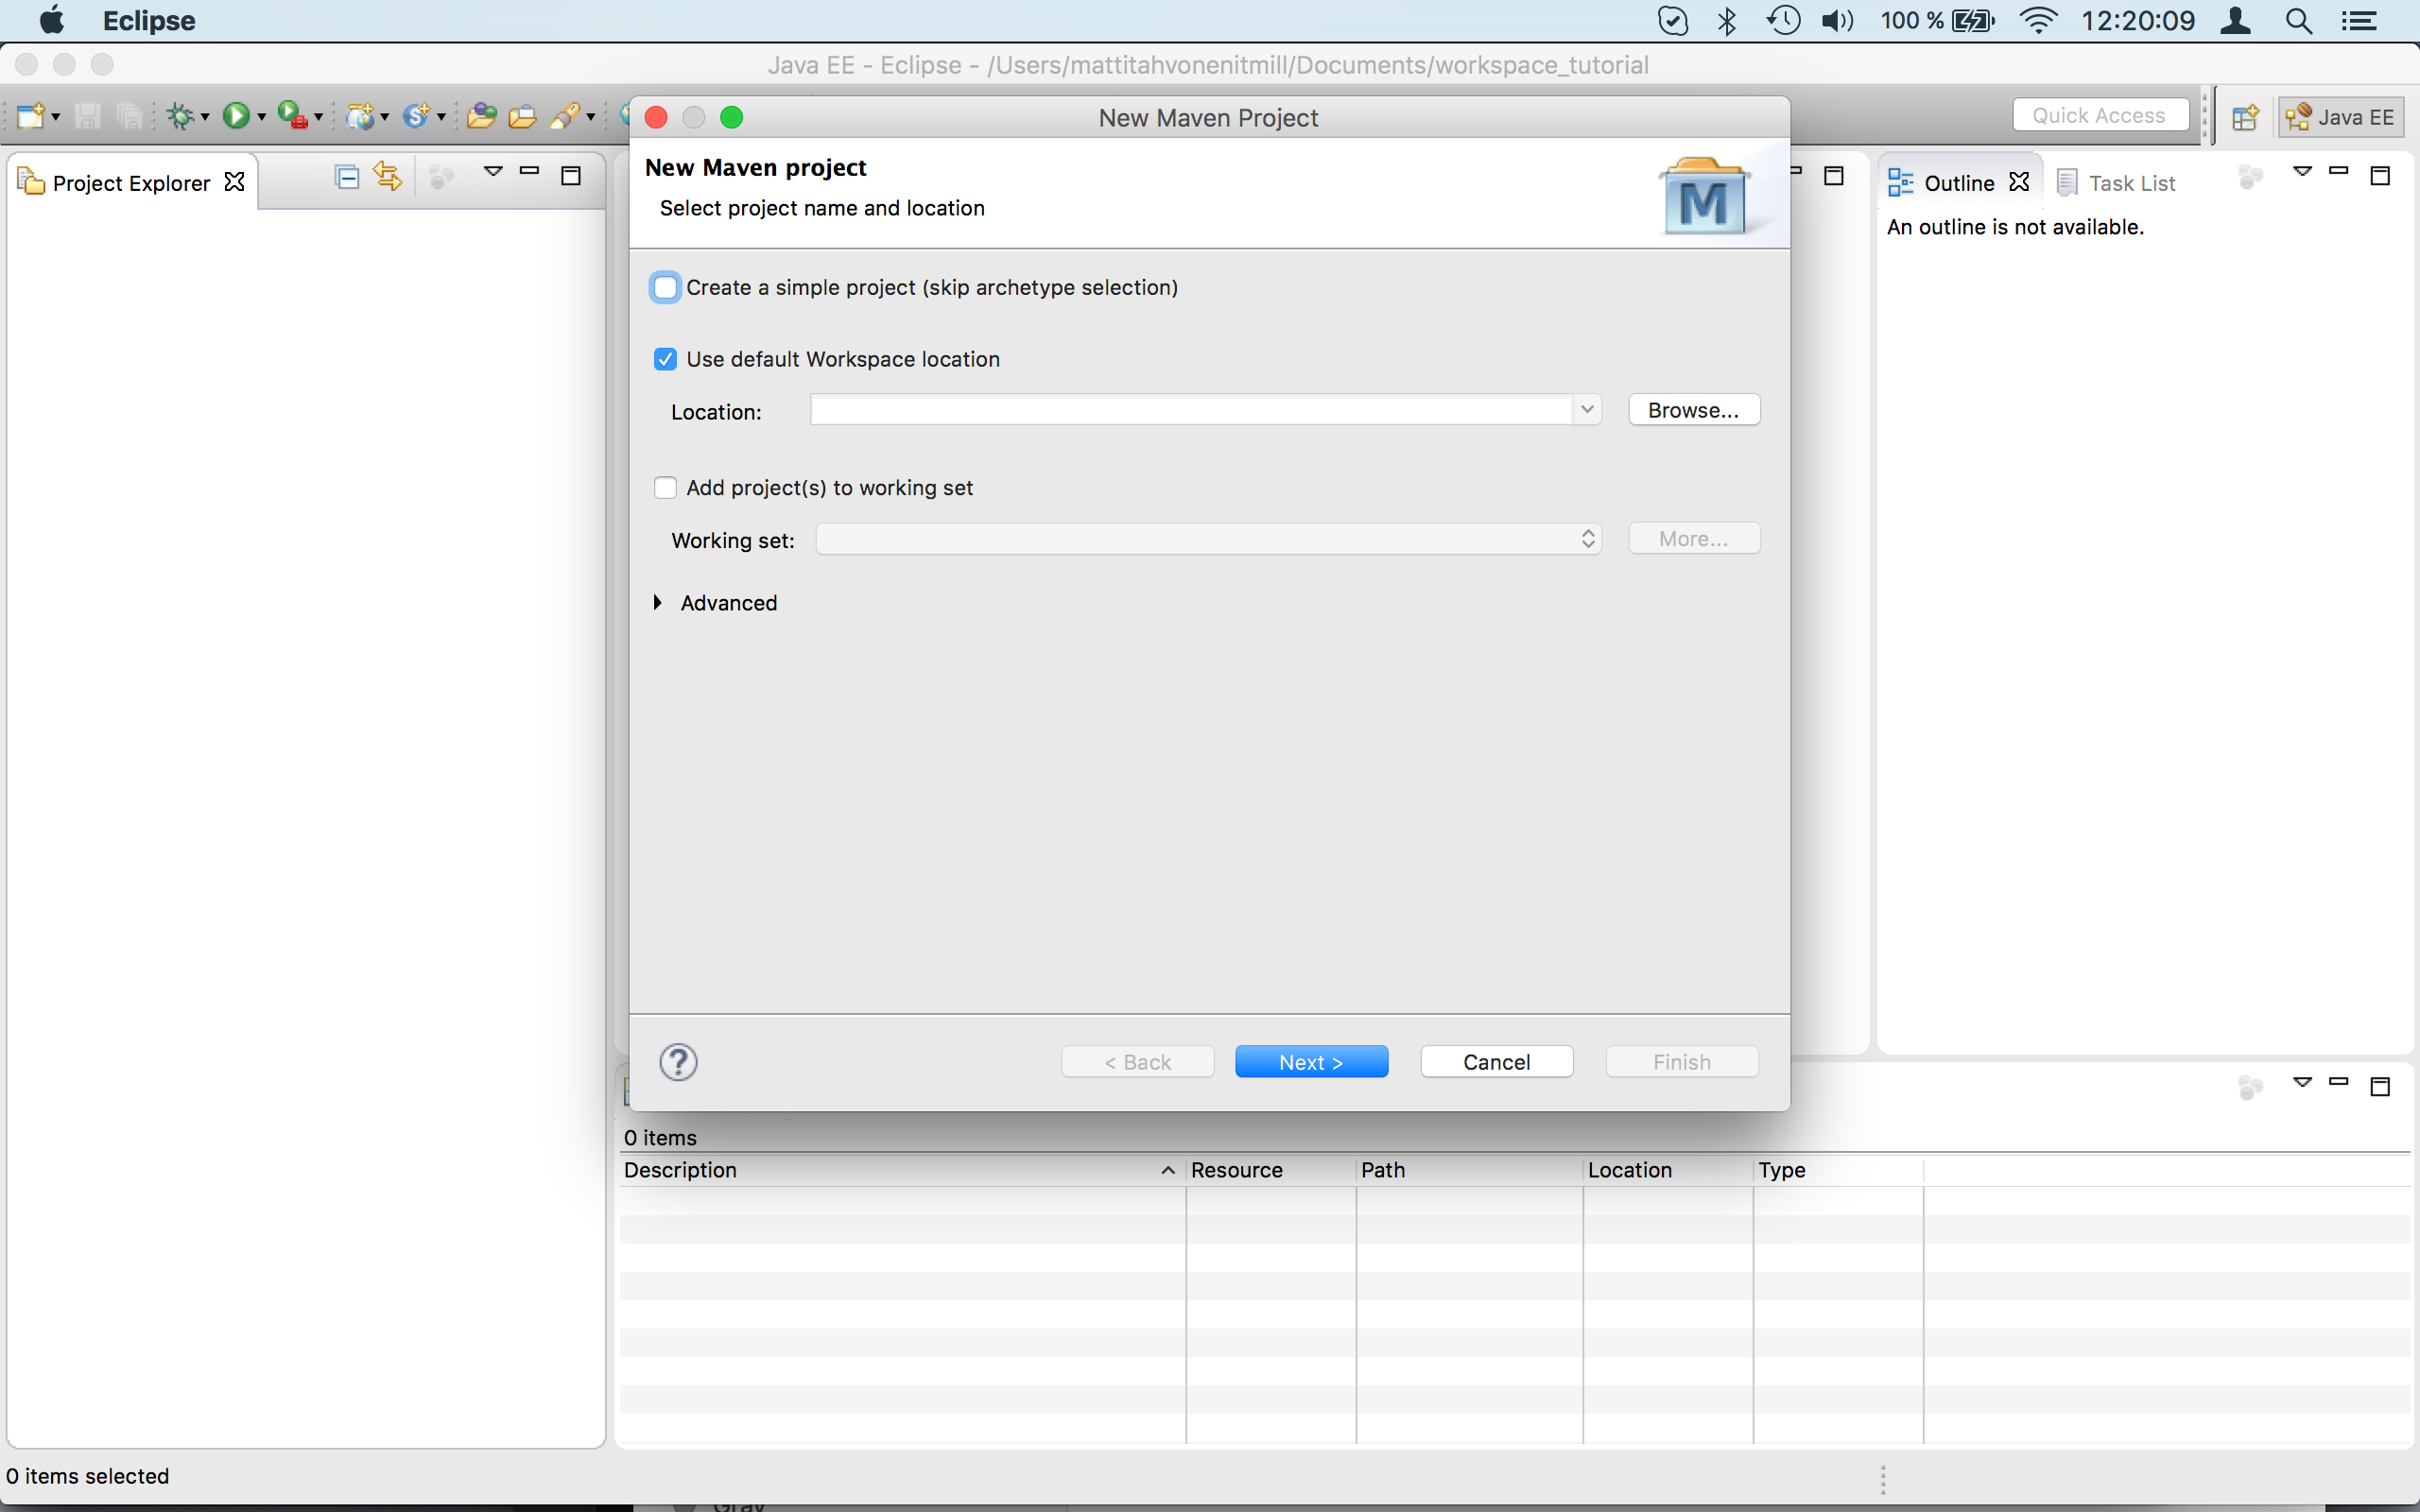 Eclipse 100 % 12:20:09
Java EE - Eclipse - /Users/mattitahvonenitmill/Documents/workspace_tutorial
Quick Access Java EE
New Maven Project
Project Explorer
New Maven project
Select project name and location
M
Outline Task List
An outline is not available.
Create a simple project (skip archetype selection)
Use default Workspace location
Location: Browse...
Add project(s) to working set
Working set: More...
Advanced
? < Back Next > Cancel Finish
0 items
Description Resource Path Location Type
0 items selected
Gray